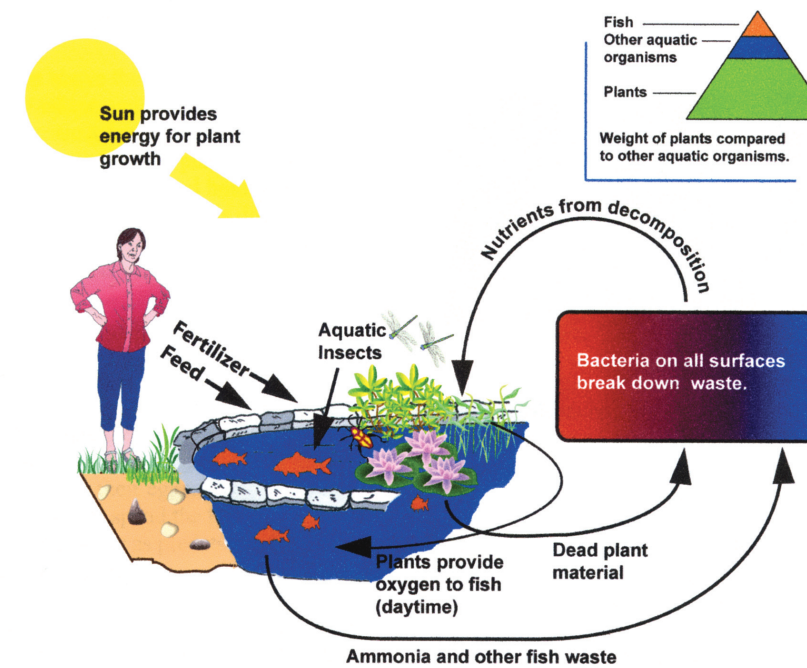 Fish
Other aquatic
organisms
Plants
Weight of plants compared
to other aquatic organisms.
Sun provides
energy for plant
growth
Nutrients from decomposition
Fertilizer
Feed
Aquatic
Insects
Bacteria on all surfaces
break down waste.
Plants provide
oxygen to fish
(daytime)
Dead plant
material
Ammonia and other fish waste